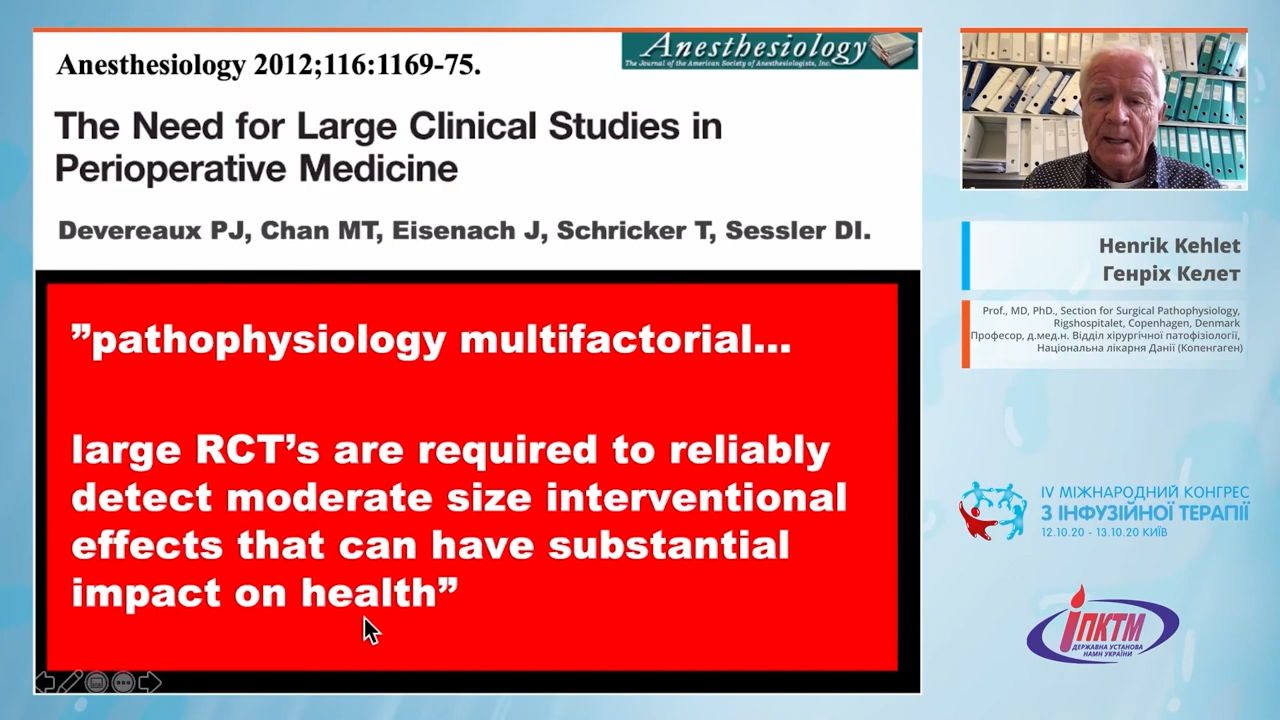 Anesthesiology 2012;116:1169-75.
Anesthesiology
The Journal of the American Society of Anesthesiologists, Inc.
The Need for Large Clinical Studies in
Perioperative Medicine
Devereaux PJ, Chan MT, Eisenach J, Schricker T, Sessler DI.
”pathophysiology multifactorial...
large RCT’s are required to reliably
detect moderate size interventional
effects that can have substantial
impact on health”
Henrik Kehlet
Генріх Келет
Prof., MD, PhD., Section for Surgical Pathophysiology,
Rigshospitalet, Copenhagen, Denmark
Професор, д.мед.н. Відділ хірургічної патофізіології,
Національна лікарня Данії (Копенгаген)
IV МІЖНАРОДНИЙ КОНГРЕС
З ІНФУЗІЙНОЇ ТЕРАПІЇ
12.10.20 - 13.10.20 КИЇВ
ІПКТМ
ДЕРЖАВНА УСТАНОВА
НАМН УКРАЇНИ